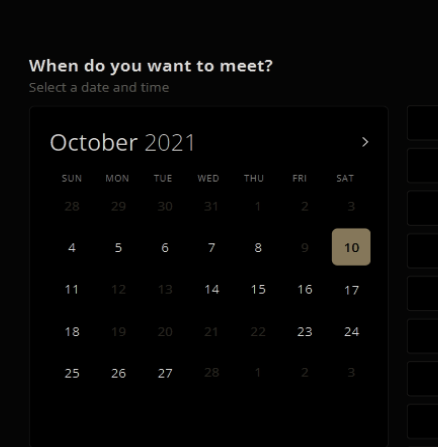 When do you want to meet?
Select a date and time
October 2021
SUN MON TUE WED THU FRI SAT
28 29 30 31 1 2 3
4 5 6 7 8 9 10
11 12 13 14 15 16 17
18 19 20 21 22 23 24
25 26 27 28 1 2 3